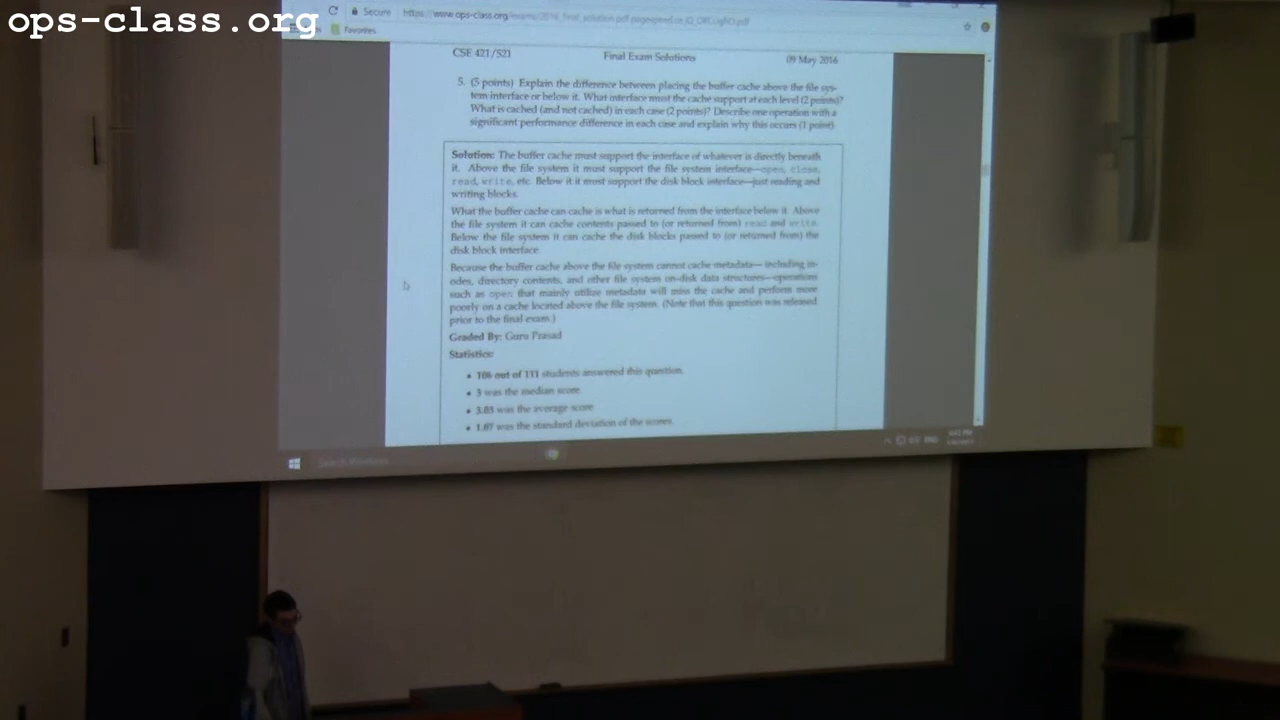 ops-class.org
Secure https://www.ops-class.org/exams/2016_final_solution.pdf
Favorites
CSE 421/521 Final Exam Solutions 09 May 2016
5. (5 points) Explain the difference between placing the buffer cache above the file sys-
tem interface or below it. What interface must the cache support at each level (2 points)?
What is cached (and not cached) in each case (2 points)? Describe one operation with a
significant performance difference in each case and explain why this occurs (1 point).
Solution: The buffer cache must support the interface of whatever is directly beneath
it. Above the file system it must support the file system interface—open, close,
read, write, etc. Below it it must support the disk block interface—just reading and
writing blocks.
What the buffer cache can cache is what is returned from the interface below it. Above
the file system it can cache contents passed to (or returned from) read and write.
Below the file system it can cache the disk blocks passed to (or returned from) the
disk block interface.
Because the buffer cache above the file system cannot cache metadata— including in-
odes, directory contents, and other file system on-disk data structures—operations
such as open that mainly utilize metadata will miss the cache and perform more
poorly on a cache located above the file system. (Note that this question was released
prior to the final exam.)
Graded By: Guru Prasad
Statistics:
• 106 out of 111 students answered this question.
• 3 was the median score
• 3.03 was the average score
• 1.07 was the standard deviation of the scores.
Search Windows
ENG